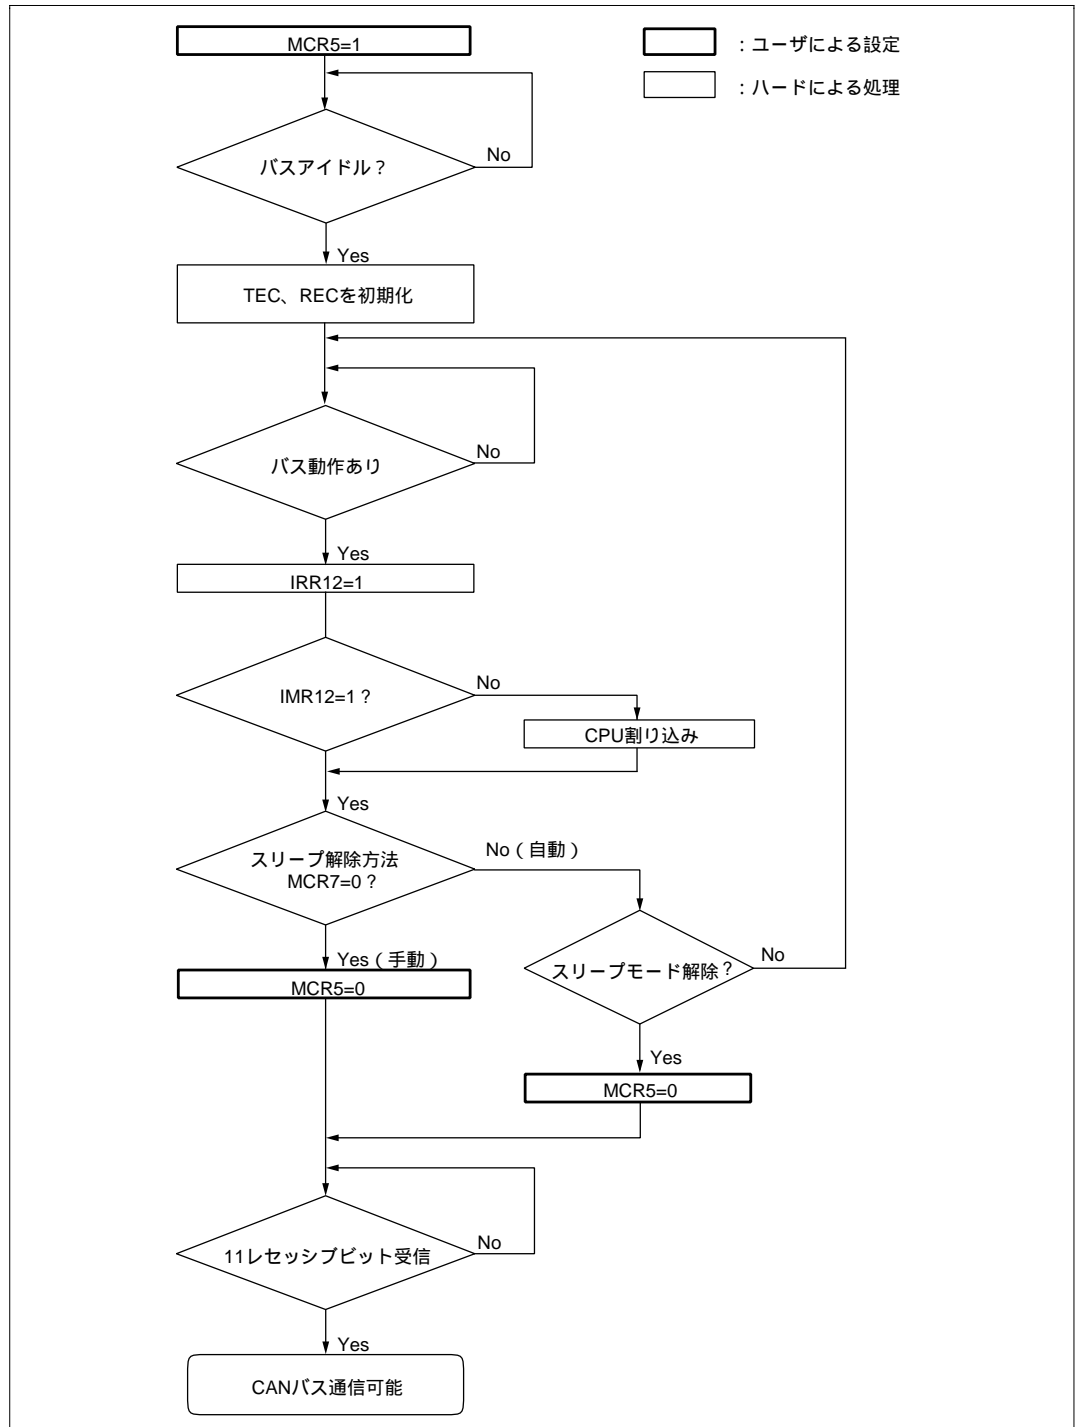 MCR5=1
：ユーザによる設定
：ハードによる処理
バスアイドル？
No
Yes
TEC、RECを初期化
バス動作あり
No
Yes
IRR12=1
IMR12=1？
No
CPU割り込み
Yes
スリープ解除方法
MCR7=0？
No（自動）
Yes（手動）
MCR5=0
スリープモード解除？
No
Yes
MCR5=0
11レセッシブビット受信
No
Yes
CANバス通信可能